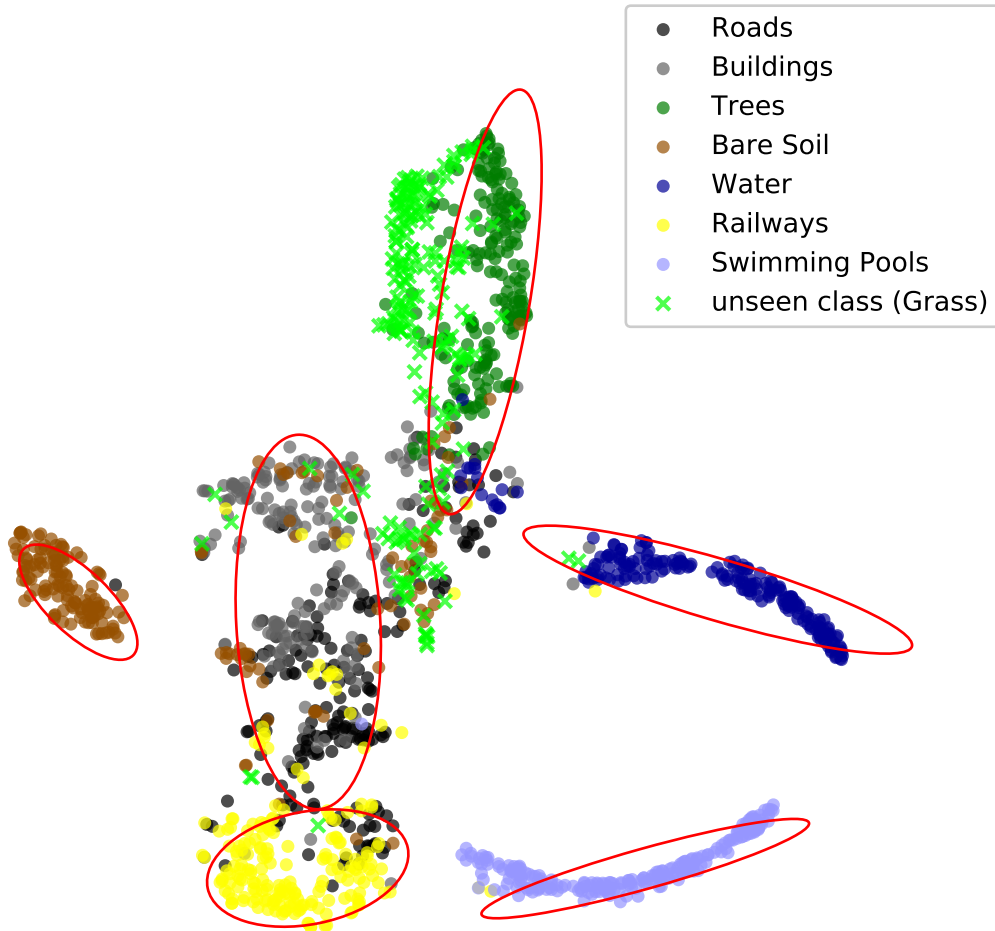 Roads
Buildings
Trees
Bare Soil
Water
Railways
Swimming Pools
unseen class (Grass)